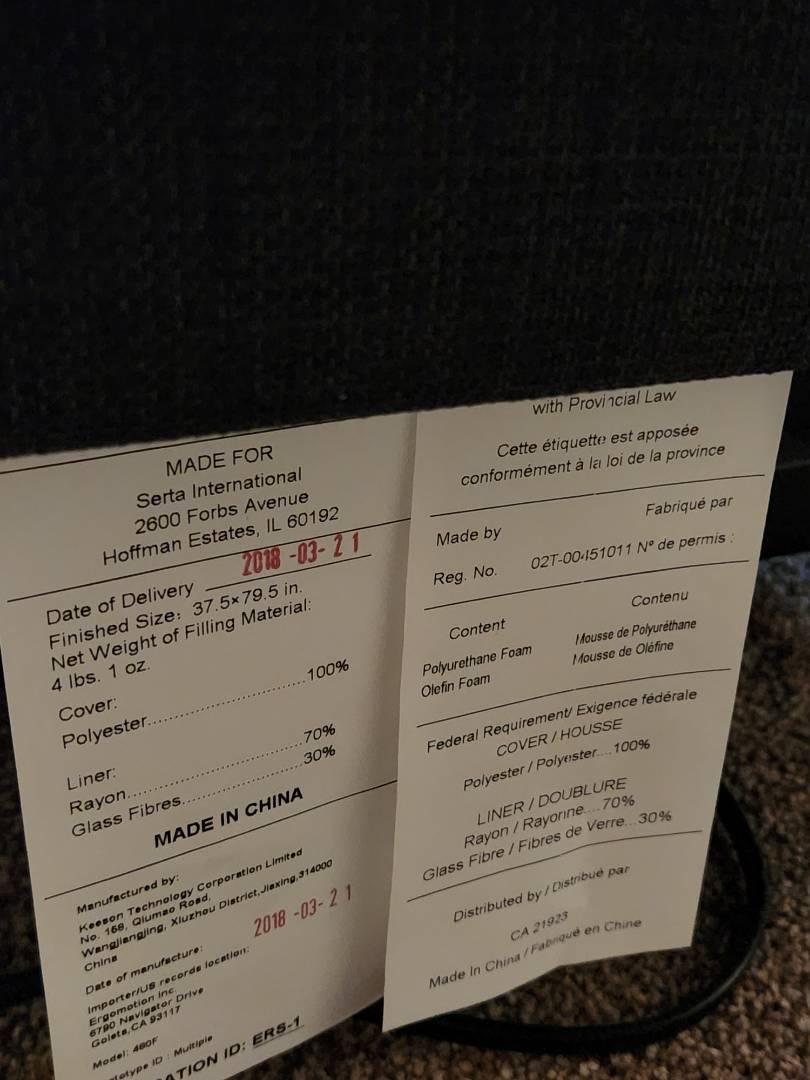 MADE FOR
Serta International
2600 Forbs Avenue
Hoffman Estates, IL 60192
Date of Delivery 2018-03-21
Finished Size: 37.5×79.5 in.
Net Weight of Filling Material:
4 lbs. 1 oz.
Cover:
Polyester....................100%
Liner:
Rayon.......................70%
Glass Fibres................30%
MADE IN CHINA
Manufactured by:
Keeson Technology Corporation Limited
No. 168, Qiumao Road,
Wangjiangjing, Xiuzhou District,Jiaxing,314000
China
Date of manufacture: 2018-03-21
Importer/US records location:
Ergomotion Inc.
6790 Navigator Drive
Goleta,CA 93117
Model: 460F
ototype ID : Multiple
ATION ID: ERS-1
with Provincial Law
Cette étiquette est apposée
conformément à la loi de la province
Made by Fabriqué par
Reg. No. 02T-00451011 N° de permis :
Content Contenu
Polyurethane Foam Mousse de Polyuréthane
Olefin Foam Mousse de Oléfine
Federal Requirement/ Exigence fédérale
COVER / HOUSSE
Polyester / Polyester....100%
LINER / DOUBLURE
Rayon / Rayonne....70%
Glass Fibre / Fibres de Verre...30%
Distributed by / Distribué par
CA 21923
Made In China / Fabriqué en Chine